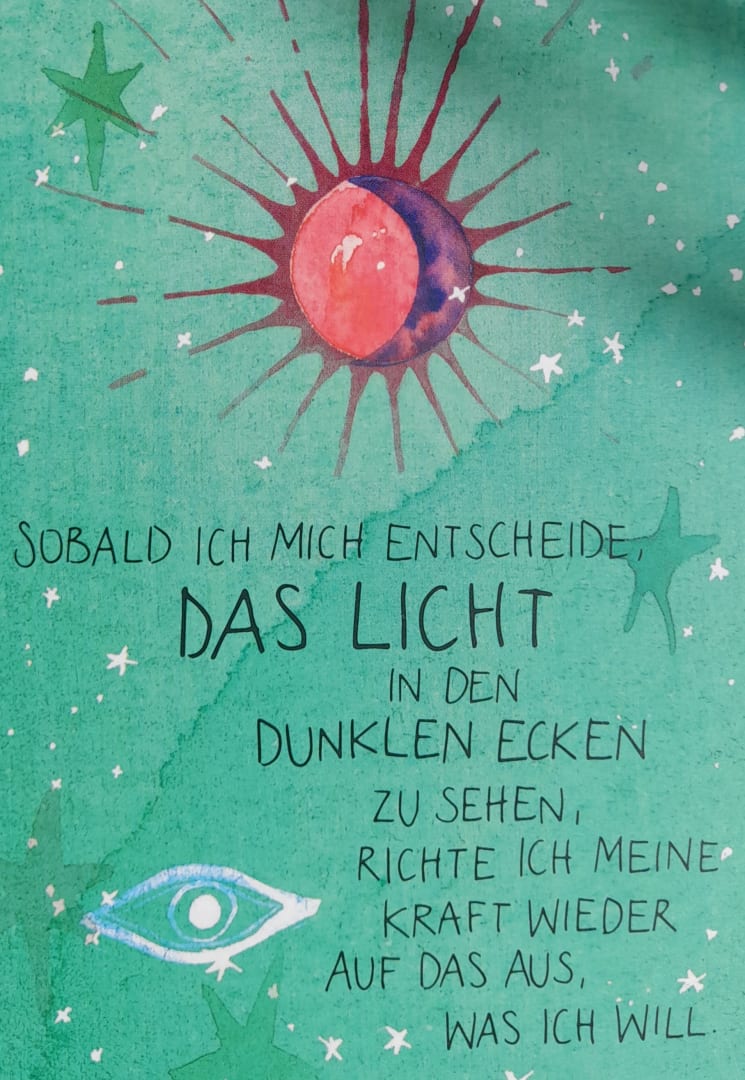 SOBALD ICH MICH ENTSCHEIDE,
DAS LICHT
IN DEN
DUNKLEN ECKEN
ZU SEHEN,
RICHTE ICH MEINE
KRAFT WIEDER
AUF DAS AUS,
WAS ICH WILL.